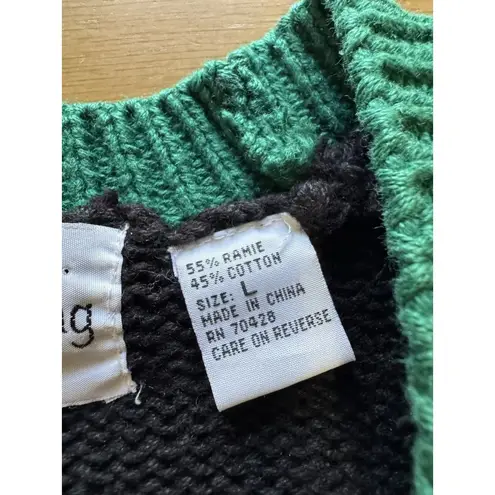 55% RAMIE
45% COTTON
SIZE: L
MADE IN CHINA
RN 70428
CARE ON REVERSE